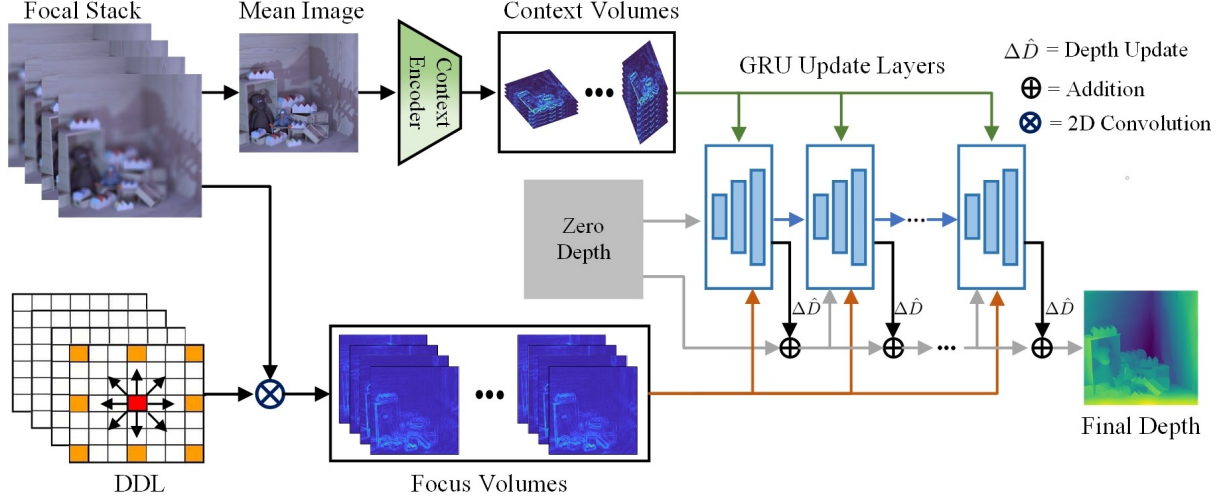 Focal Stack
Mean Image
Context
Encoder
Context Volumes
GRU Update Layers
ΔD̂ = Depth Update
⊕ = Addition
⊗ = 2D Convolution
Zero
Depth
ΔD̂
ΔD̂
ΔD̂
DDL
Focus Volumes
Final Depth